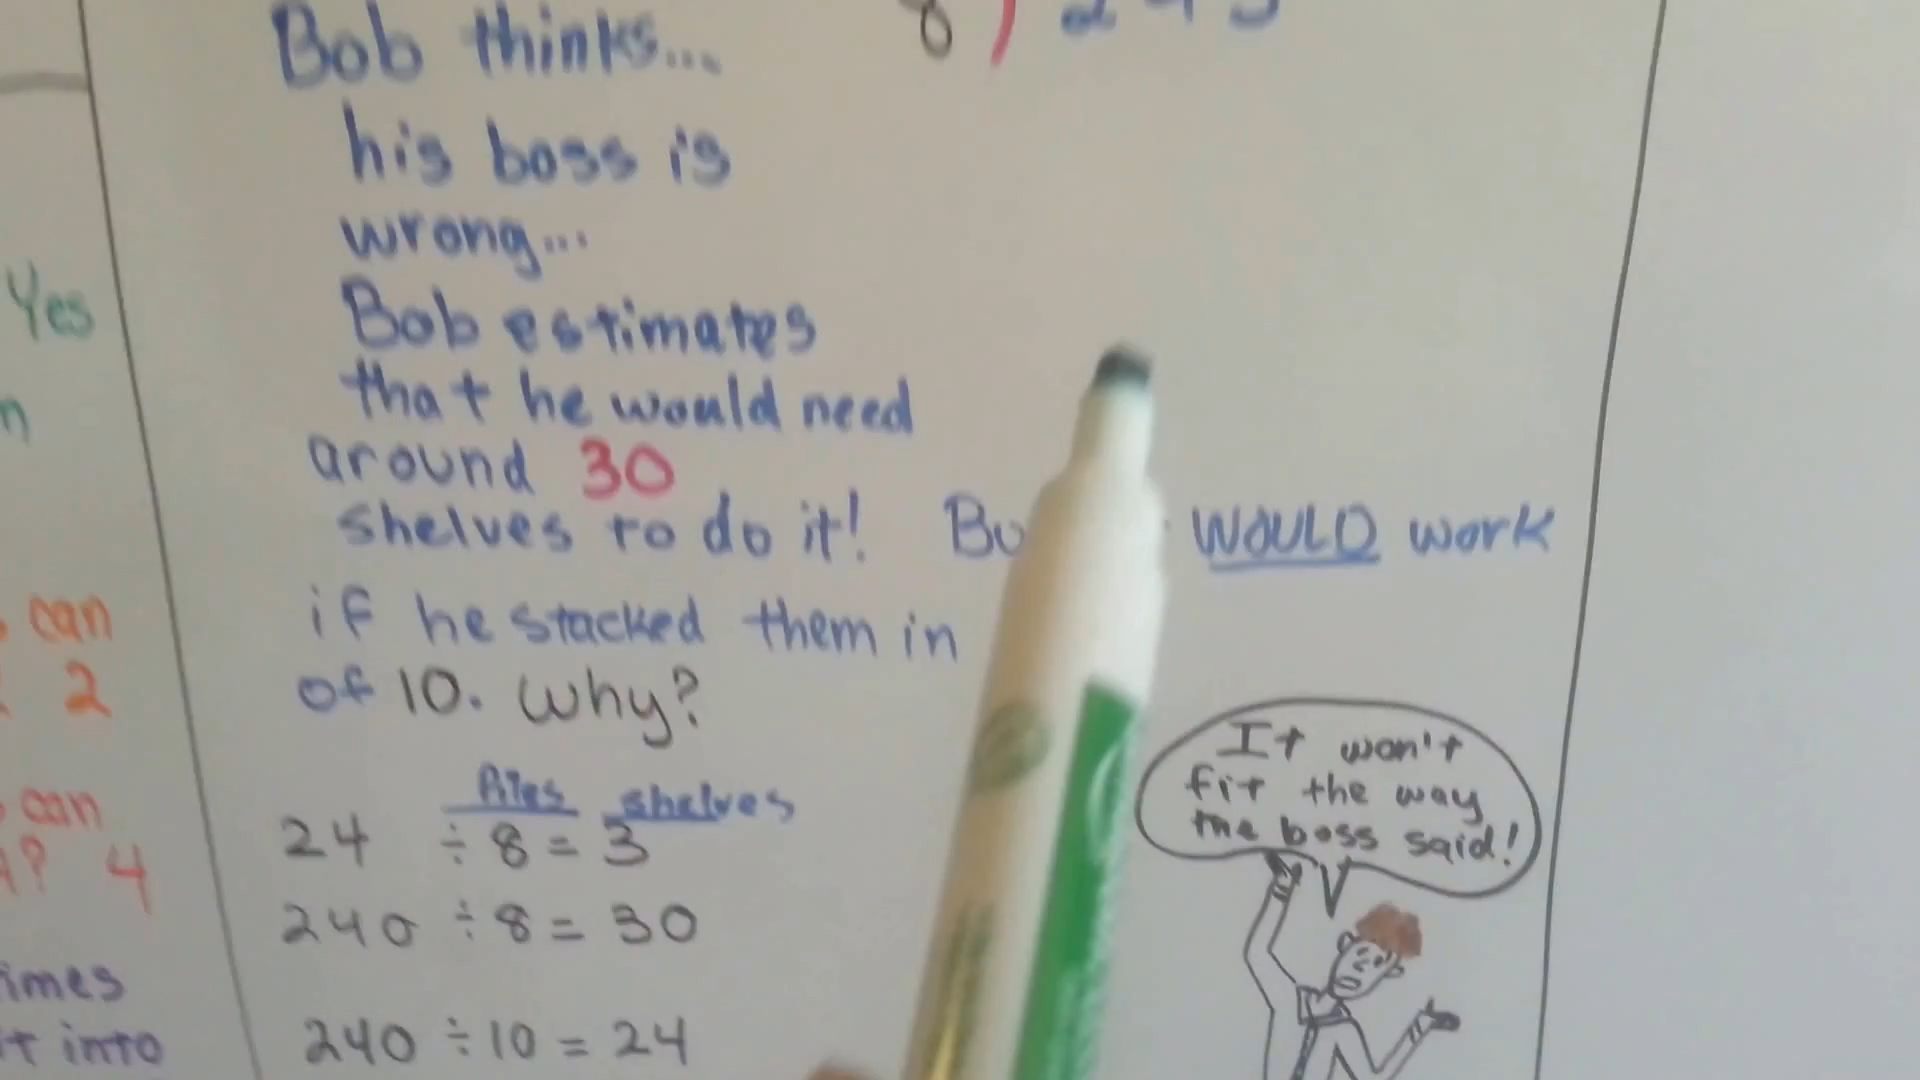 Bob thinks...
his boss is
wrong...
Bob estimates
that he would need
around 30
shelves to do it! WOULD work
if he stacked them in
of 10. Why?
Piles shelves
24 ÷ 8 = 3
240 ÷ 8 = 30
240 ÷ 10 = 24
8)
It won't
fit the way
the boss said!
Yes
can
2
can
4
it into